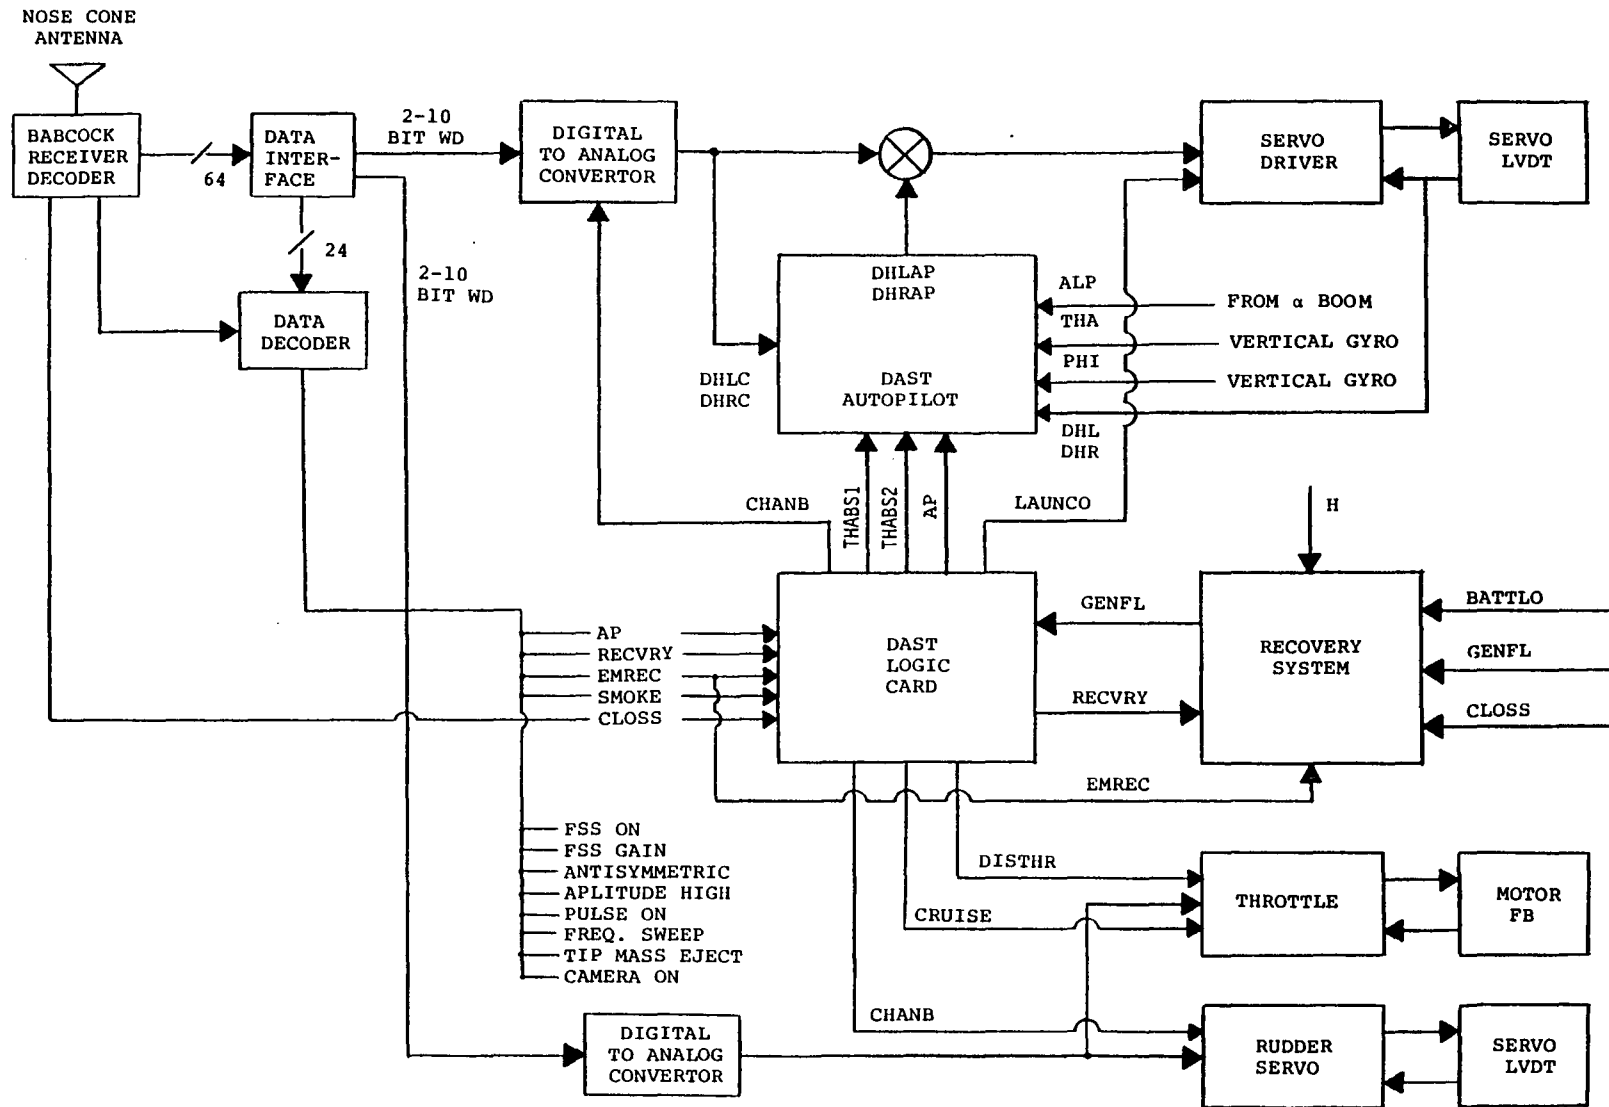 NOSE CONE
ANTENNA
BABCOCK
RECEIVER
DECODER
64
DATA
INTER-
FACE
2-10
BIT WD
DIGITAL
TO ANALOG
CONVERTOR
SERVO
DRIVER
SERVO
LVDT
24
2-10
BIT WD
DATA
DECODER
DHLC
DHRC
DHLAP
DHRAP
DAST
AUTOPILOT
ALP
FROM α BOOM
THA
VERTICAL GYRO
PHI
VERTICAL GYRO
DHL
DHR
CHANB
THABS1
THABS2
AP
LAUNCO
H
AP
RECVRY
EMREC
SMOKE
CLOSS
DAST
LOGIC
CARD
GENFL
RECVRY
RECOVERY
SYSTEM
BATTLO
GENFL
CLOSS
EMREC
FSS ON
FSS GAIN
ANTISYMMETRIC
APLITUDE HIGH
PULSE ON
FREQ. SWEEP
TIP MASS EJECT
CAMERA ON
DISTHR
CRUISE
THROTTLE
MOTOR
FB
CHANB
DIGITAL
TO ANALOG
CONVERTOR
RUDDER
SERVO
SERVO
LVDT